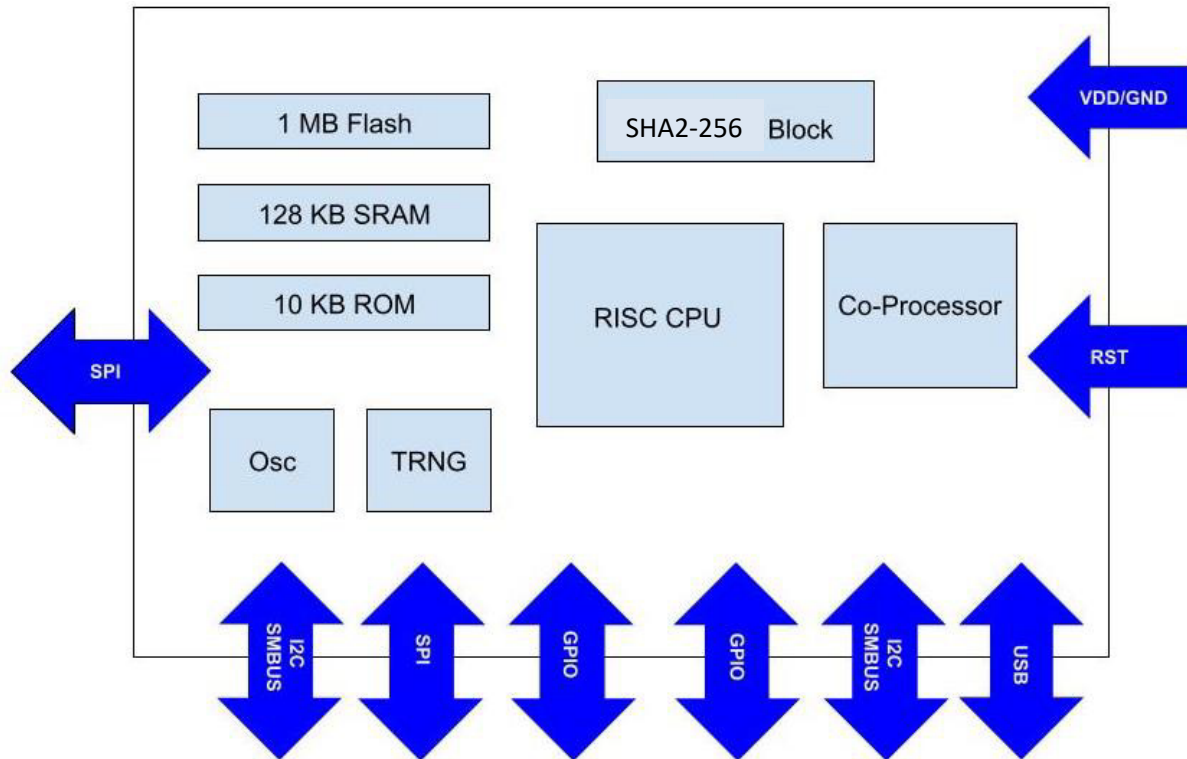 VDD/GND
1 MB Flash
SHA2-256 Block
128 KB SRAM
10 KB ROM
RISC CPU
Co-Processor
SPI
RST
Osc
TRNG
I2C
SMBUS
SPI
GPIO
GPIO
I2C
SMBUS
USB